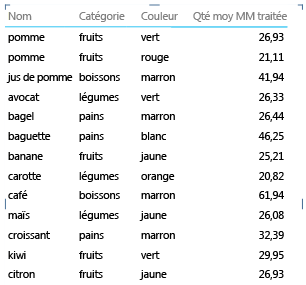 Nom Catégorie Couleur Qté moy MM traitée
pomme fruits vert 26,93
pomme fruits rouge 21,11
jus de pomme boissons marron 41,94
avocat légumes vert 26,33
bagel pains marron 26,44
baguette pains blanc 46,25
banane fruits jaune 25,21
carotte légumes orange 20,82
café boissons marron 61,94
maïs légumes jaune 26,08
croissant pains marron 32,39
kiwi fruits vert 29,95
citron fruits jaune 26,93